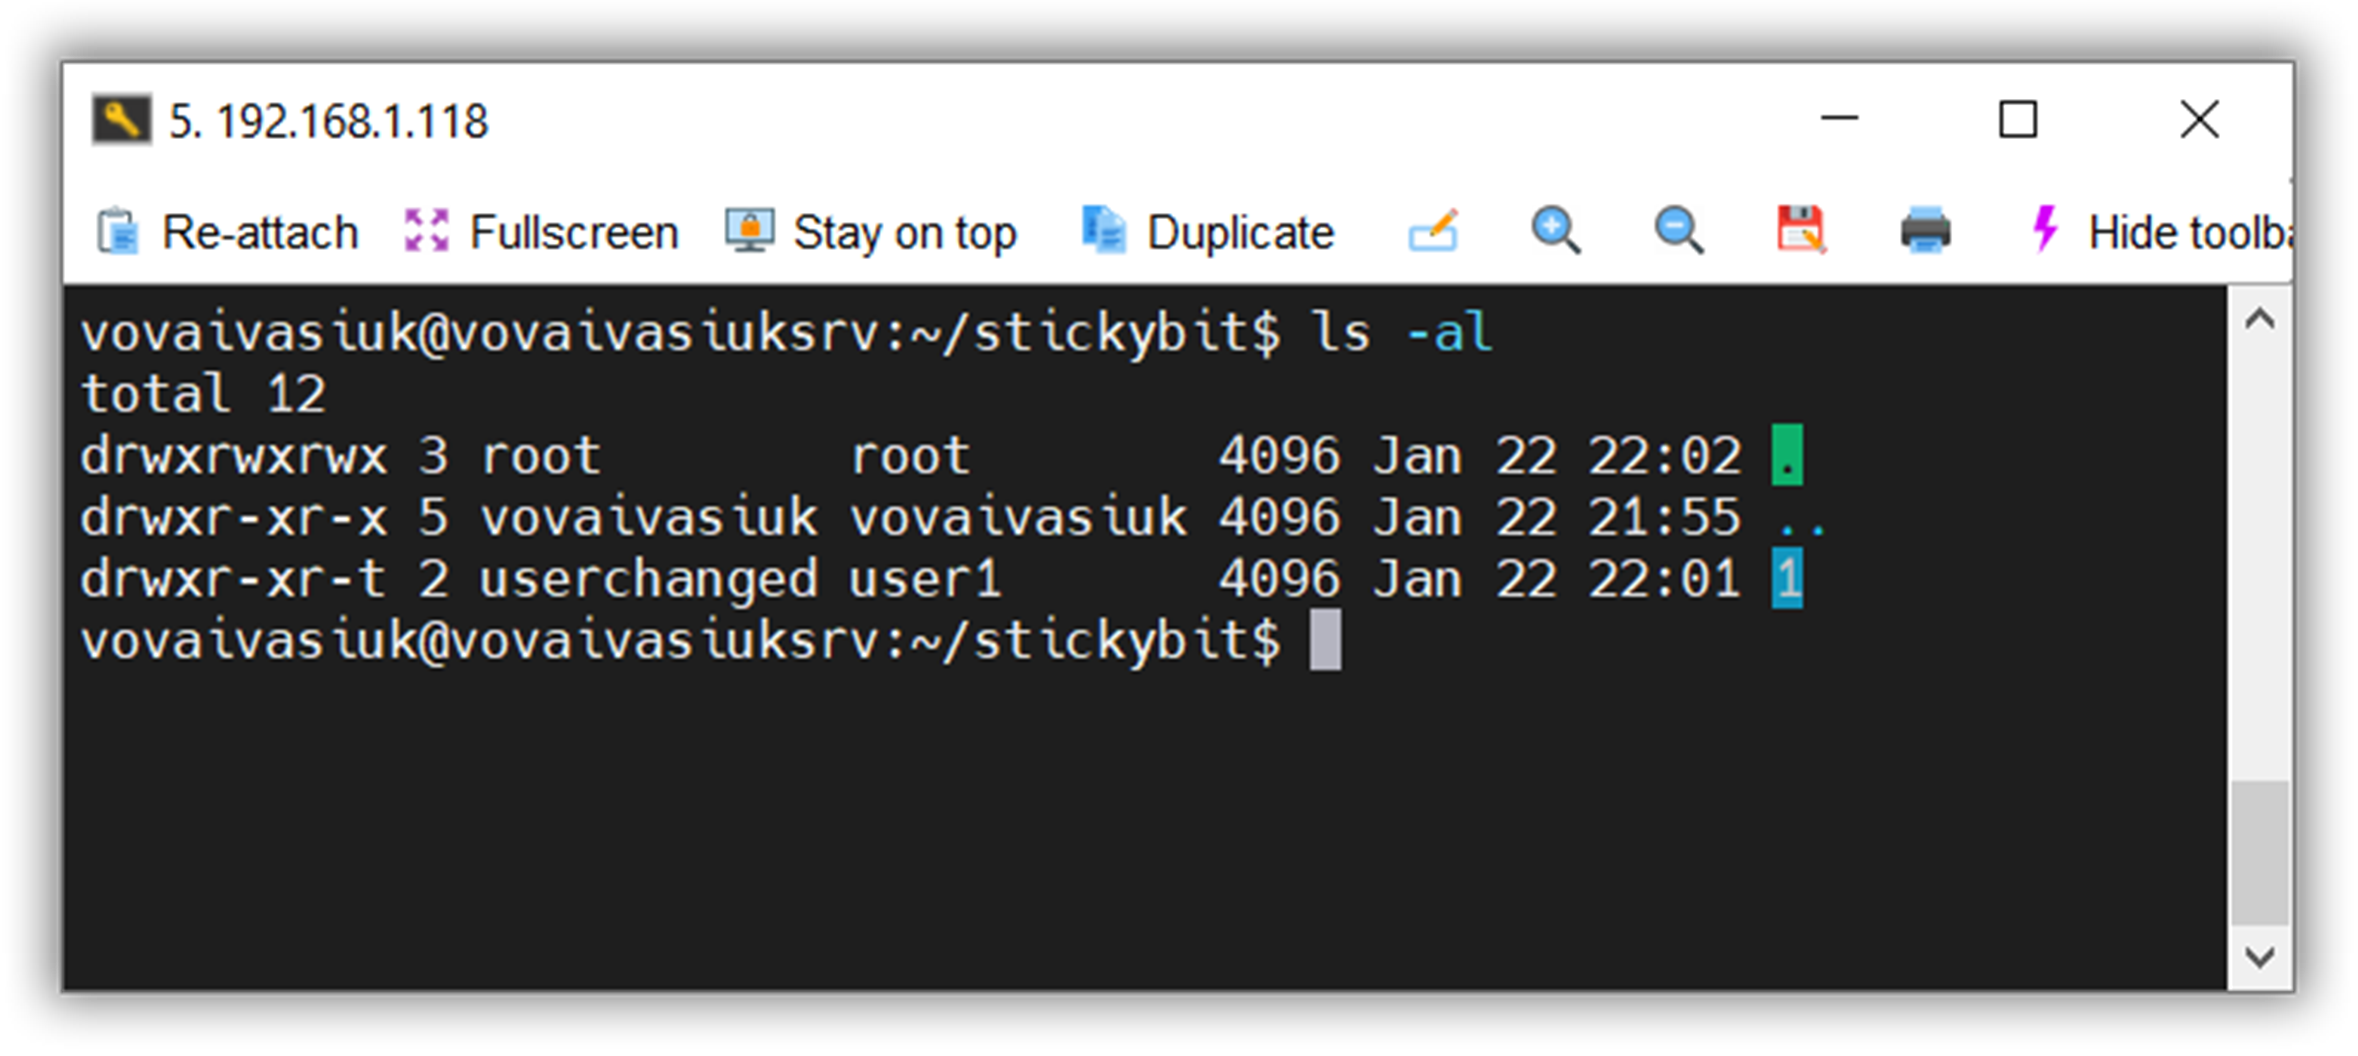 5. 192.168.1.118
Re-attach Fullscreen Stay on top Duplicate Hide toolba
vovaivasiuk@vovaivasiuksrv:~/stickybit$ ls -al
total 12
drwxrwxrwx 3 root        root        4096 Jan 22 22:02 .
drwxr-xr-x 5 vovaivasiuk vovaivasiuk 4096 Jan 22 21:55 ..
drwxr-xr-t 2 userchanged user1       4096 Jan 22 22:01 1
vovaivasiuk@vovaivasiuksrv:~/stickybit$